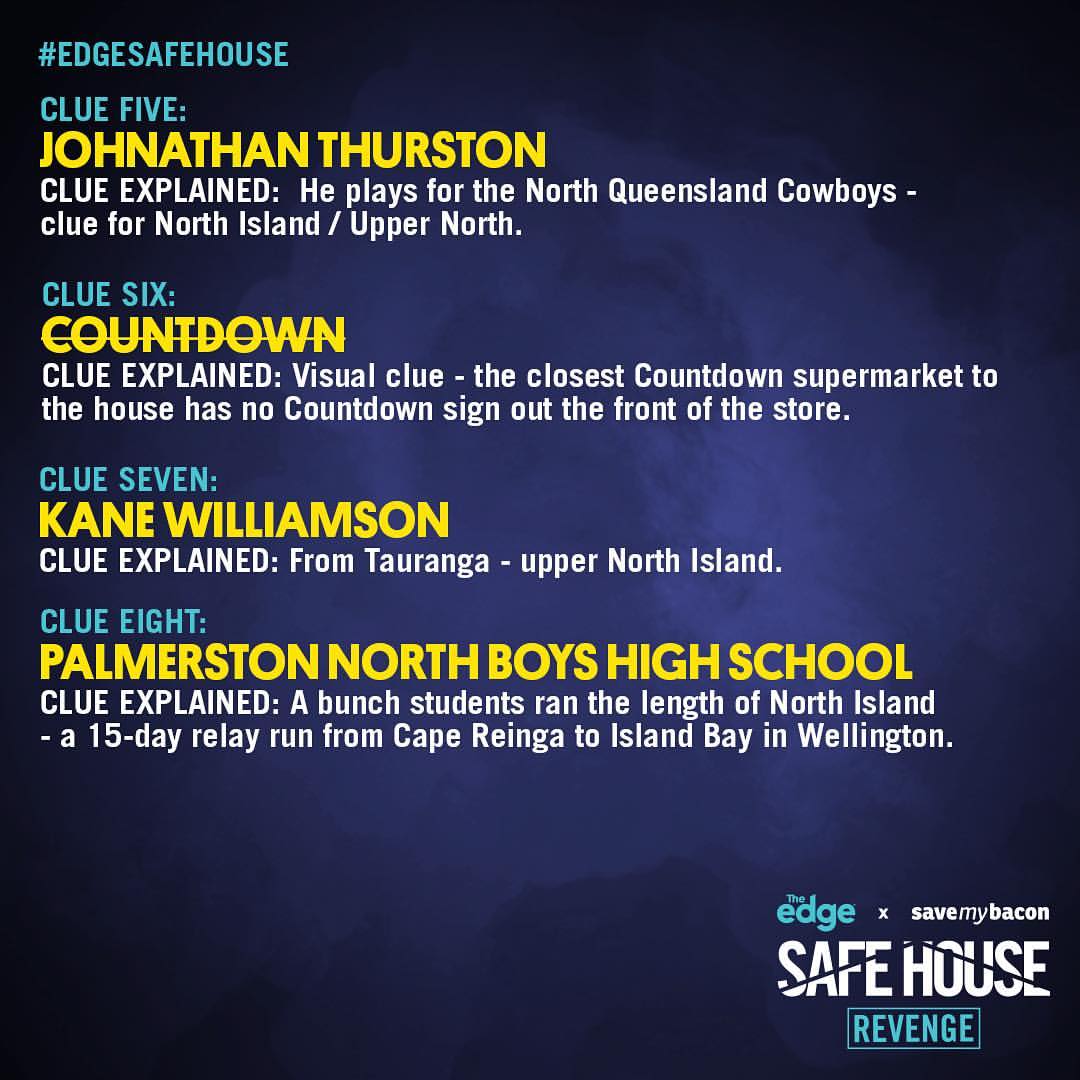 #EDGESAFEHOUSE
CLUE FIVE:
JOHNATHAN THURSTON
CLUE EXPLAINED: He plays for the North Queensland Cowboys -
clue for North Island / Upper North.
CLUE SIX:
COUNTDOWN
CLUE EXPLAINED: Visual clue - the closest Countdown supermarket to
the house has no Countdown sign out the front of the store.
CLUE SEVEN:
KANE WILLIAMSON
CLUE EXPLAINED: From Tauranga - upper North Island.
CLUE EIGHT:
PALMERSTON NORTH BOYS HIGH SCHOOL
CLUE EXPLAINED: A bunch students ran the length of North Island
- a 15-day relay run from Cape Reinga to Island Bay in Wellington.
The edge x savemybacon
SAFE HOUSE
REVENGE